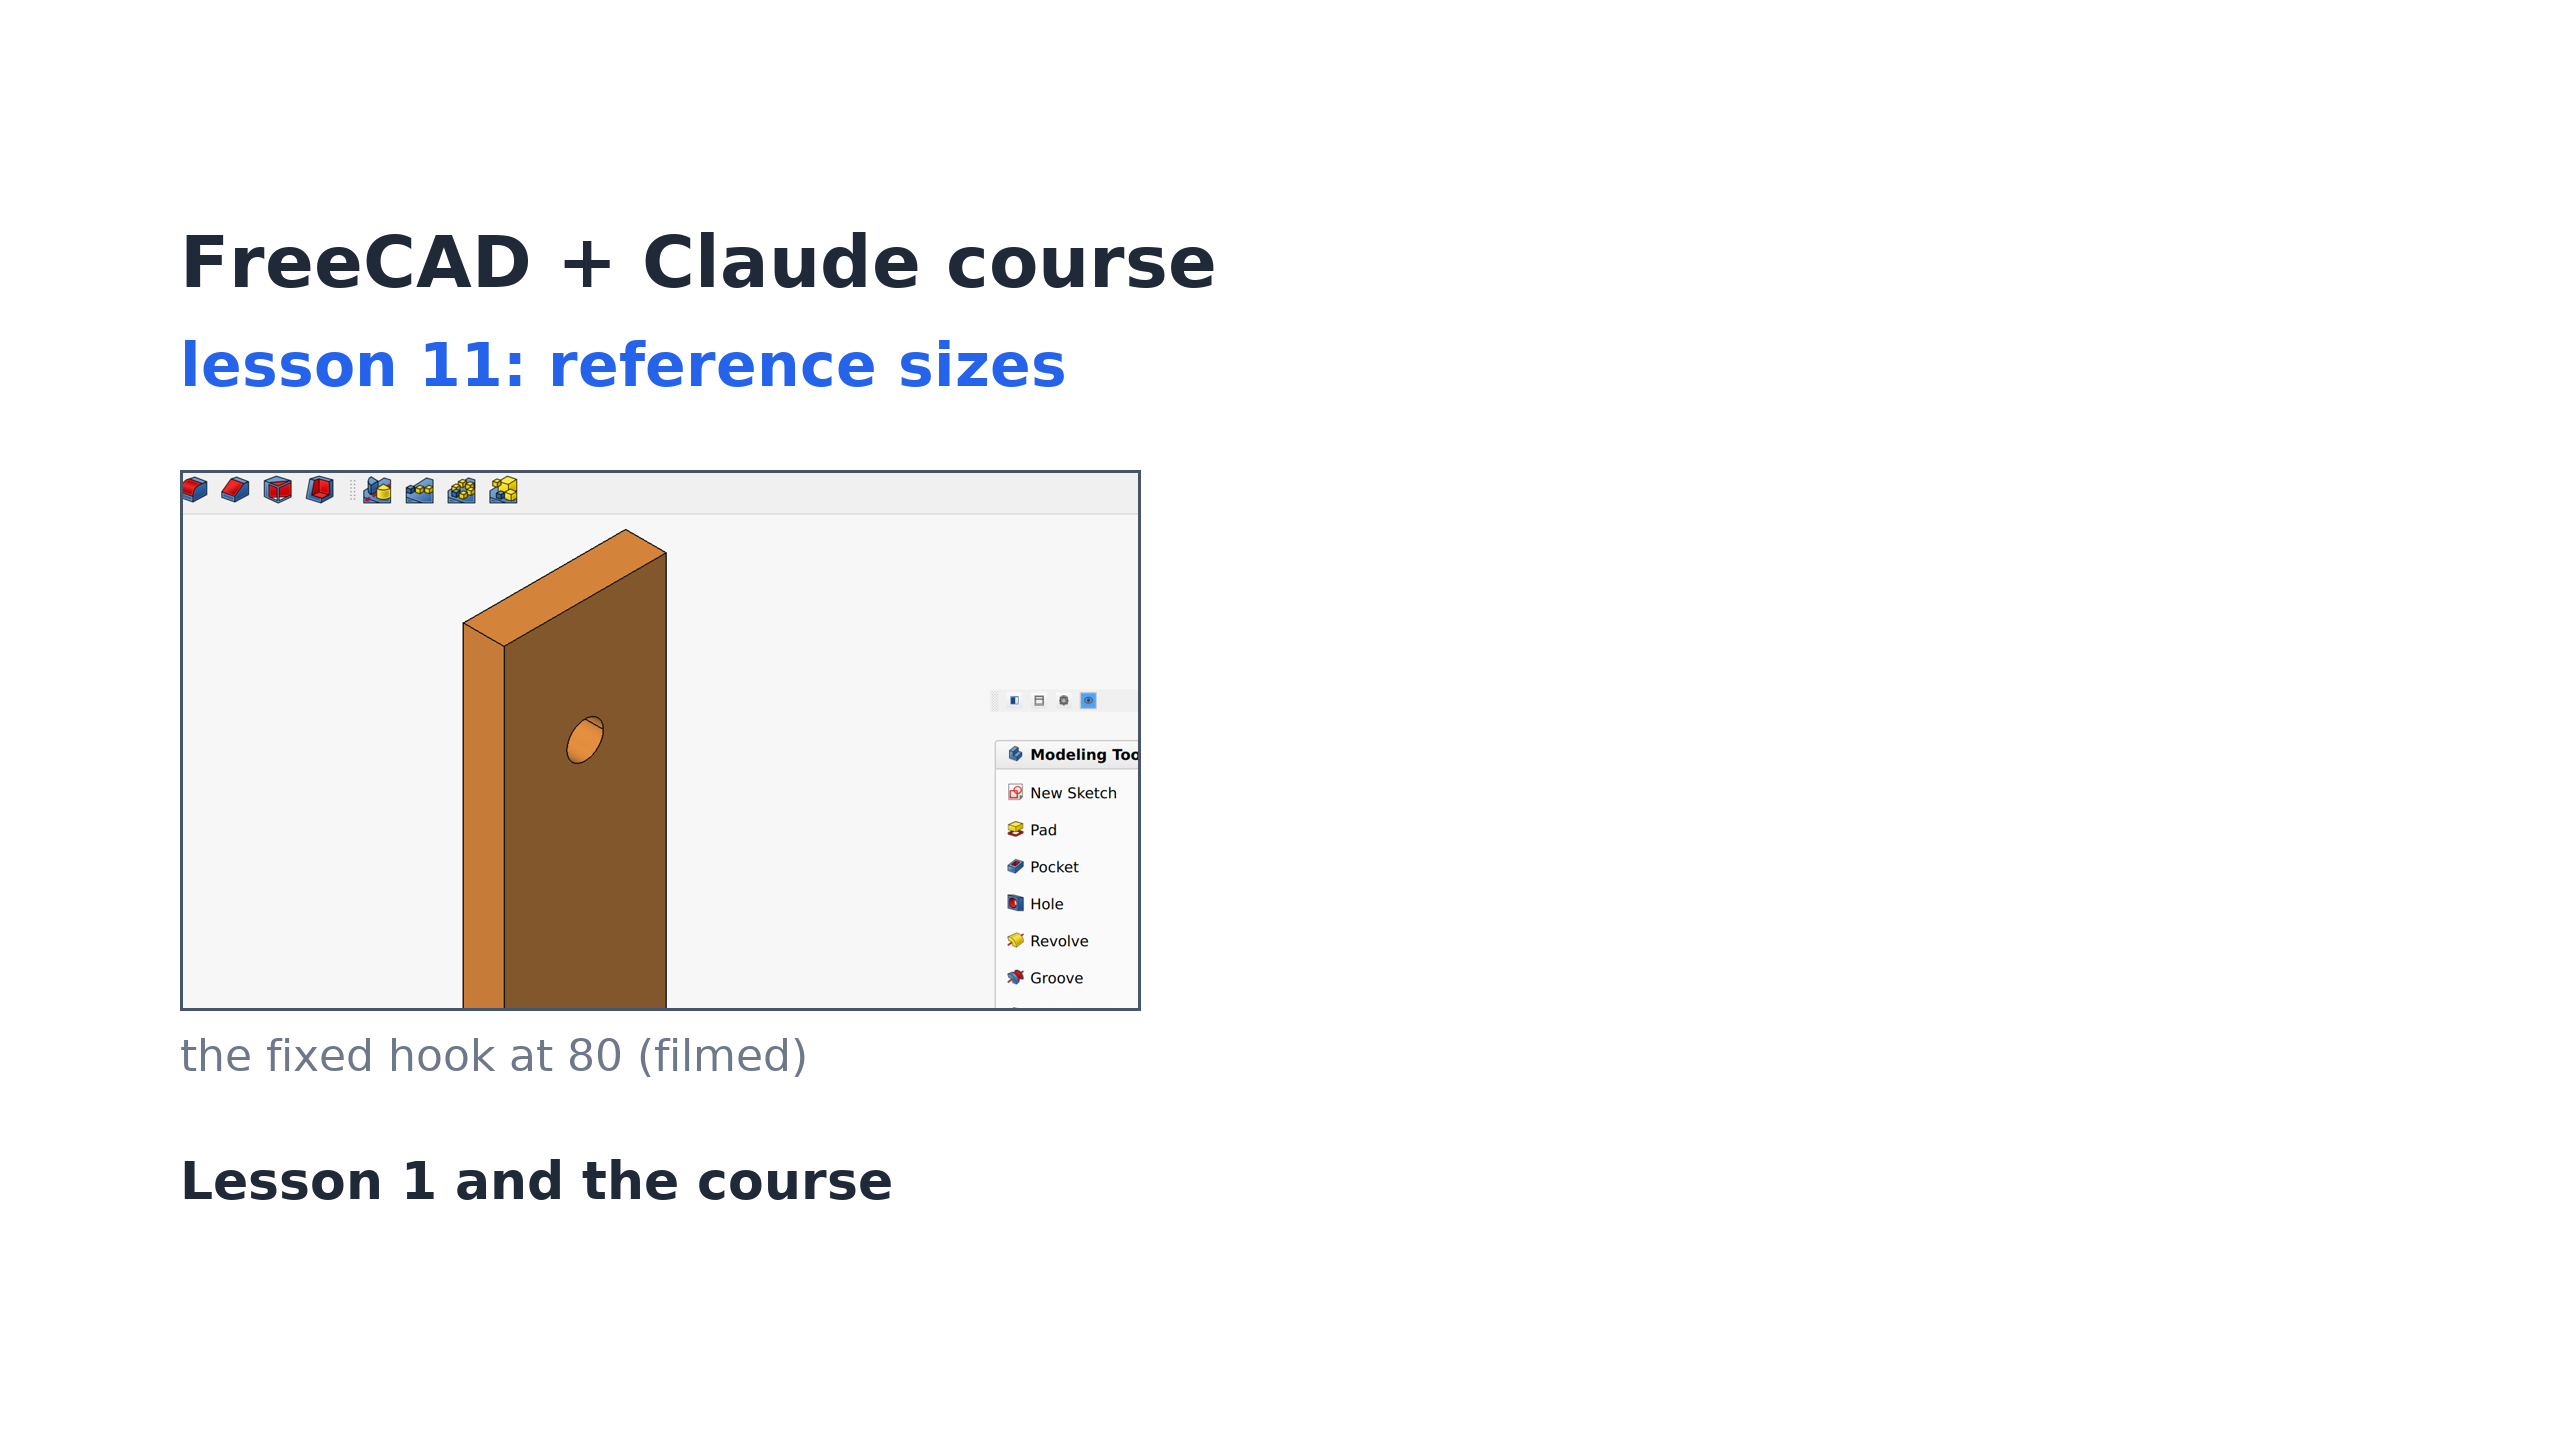 FreeCAD + Claude course
lesson 11: reference sizes
Modeling Too
New Sketch
Pad
Pocket
Hole
Revolve
Groove
the fixed hook at 80 (filmed)
Lesson 1 and the course